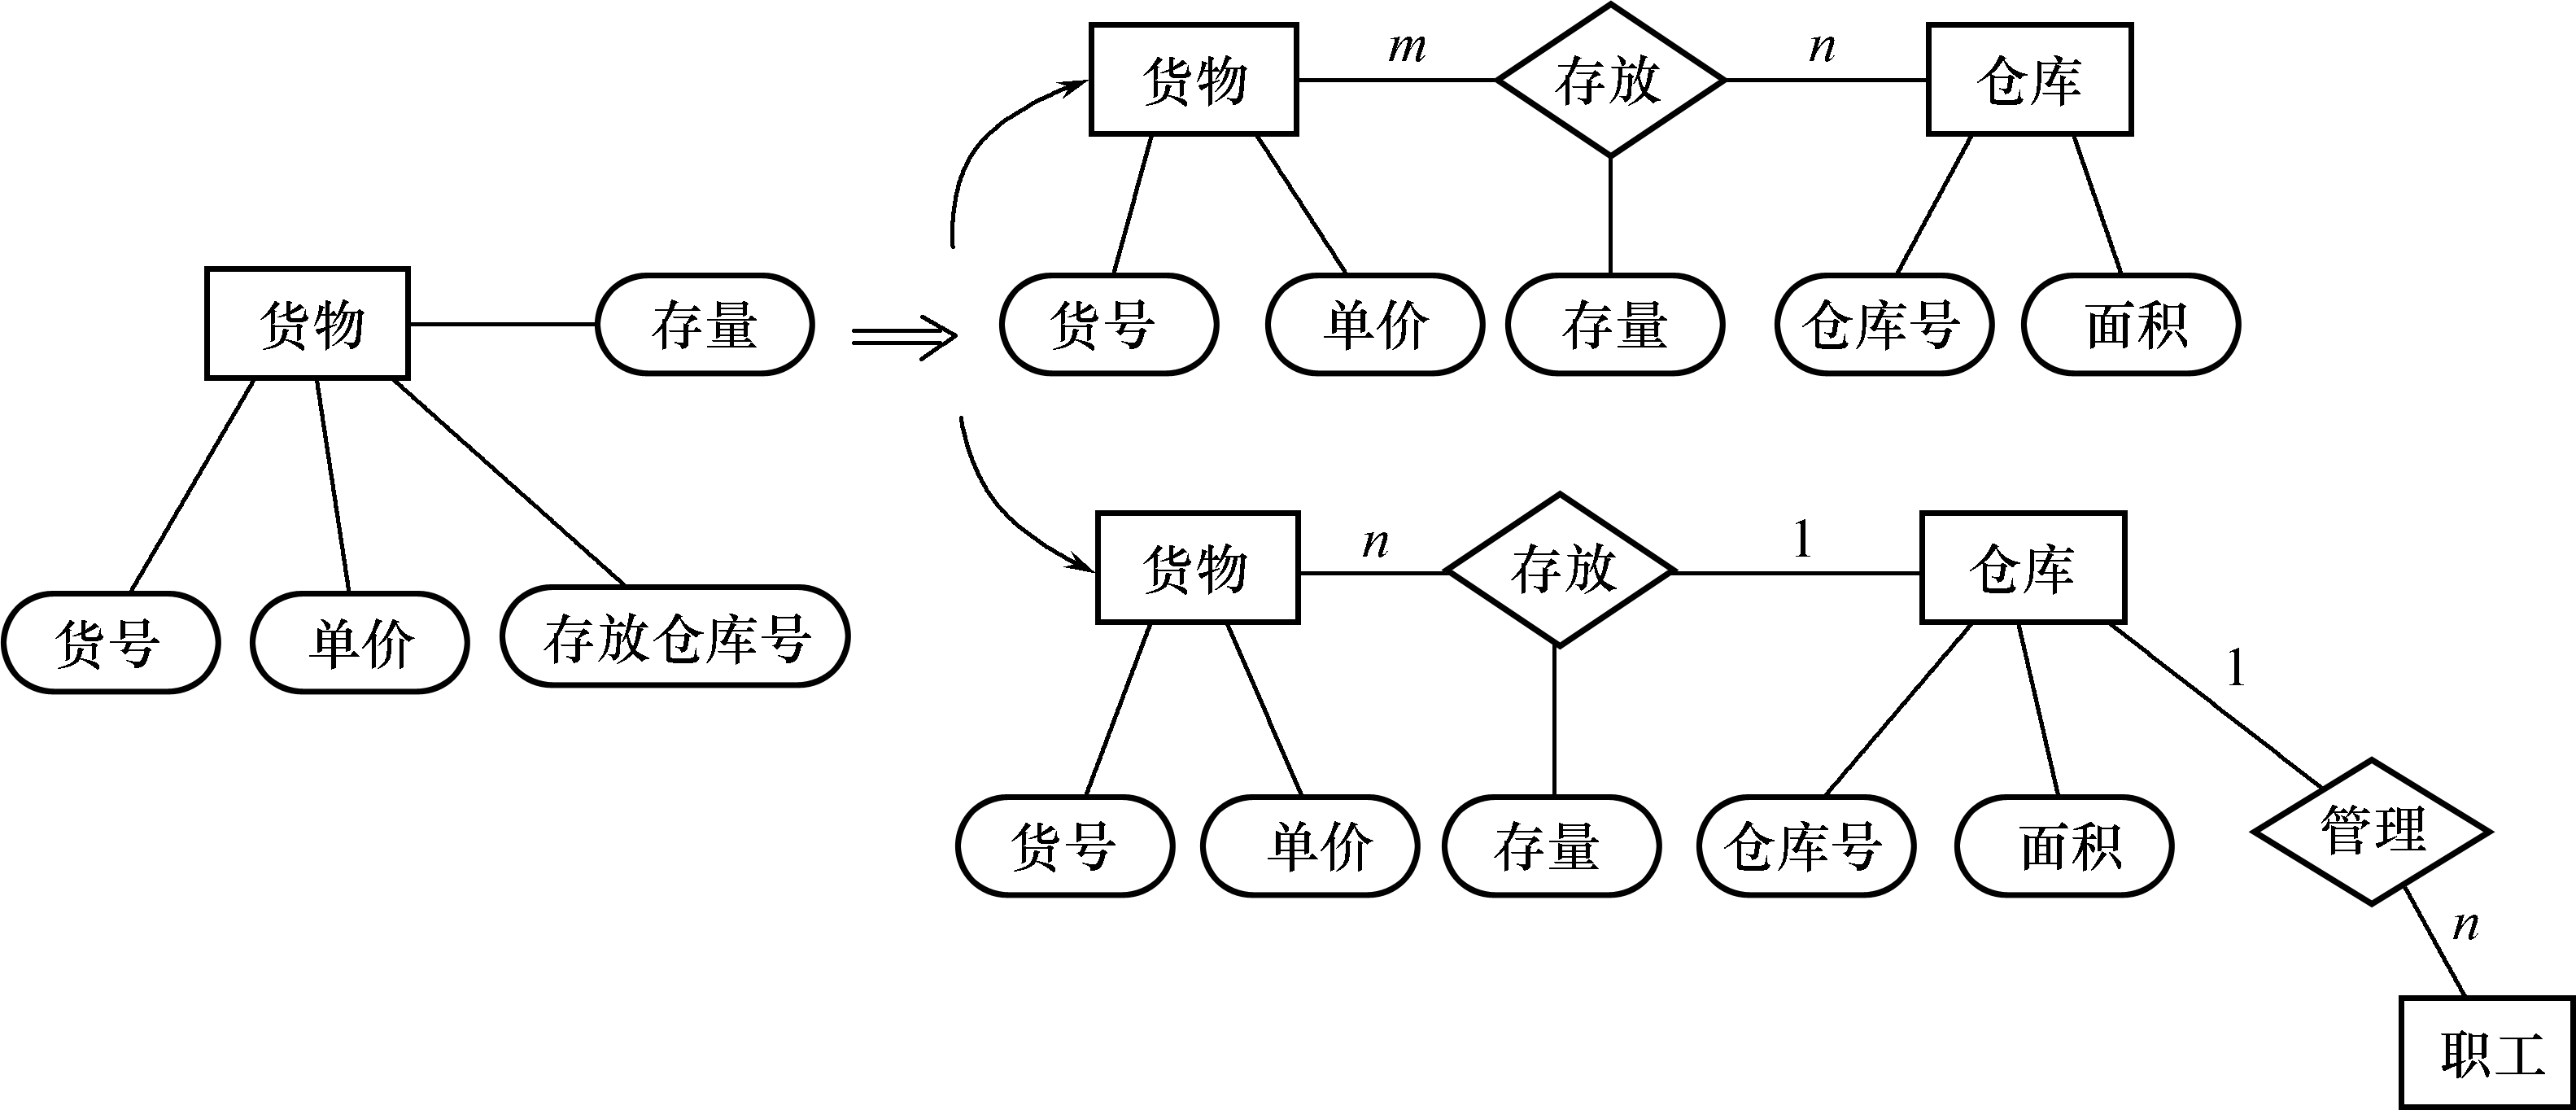 货物 m 存放 n 仓库
货号 单价 存量 仓库号 面积
货物 存量
货号 单价 存放仓库号
货物 n 存放 1 仓库
1
货号 单价 存量 仓库号 面积 管理
n
职工